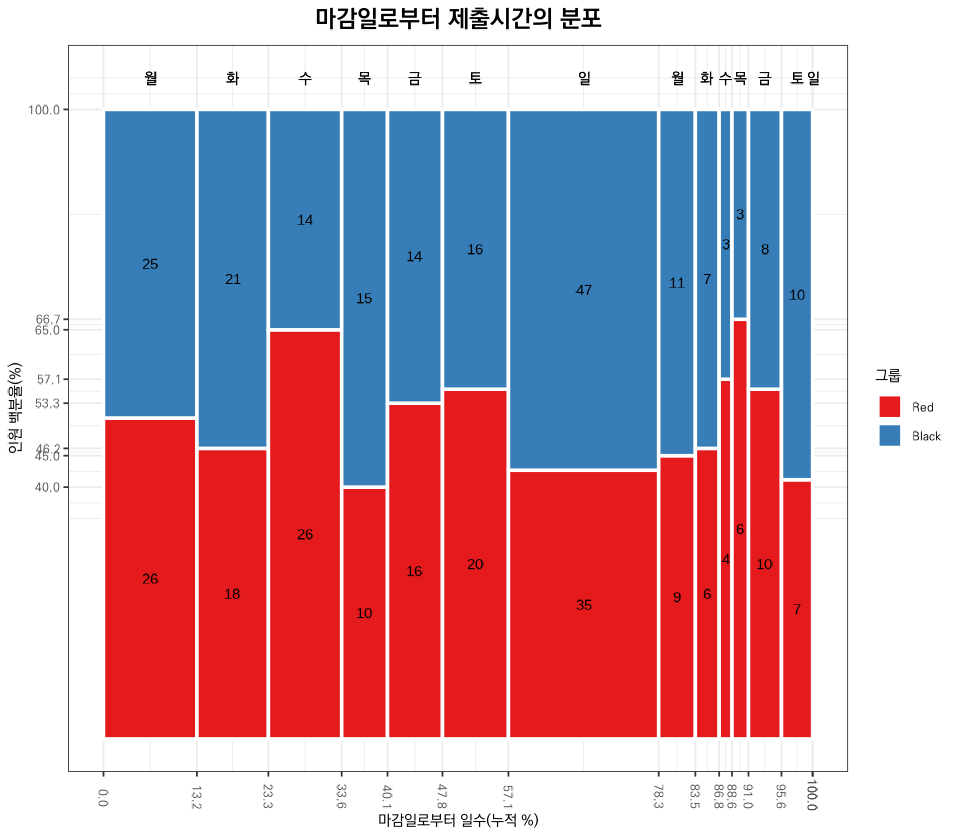 마감일로부터 제출시간의 분포
월 화 수 목 금 토 일 월 화 수 목 금 토 일
100.0
66.7
65.0
57.1
53.3
46.2
45.0
40.0
인원 백분율(%)
25 21 14 15 14 16 47 11 7 3 3 8 10
26 18 26 10 16 20 35 9 6 4 6 10 7
0.0 13.2 23.3 33.6 40.1 47.8 57.1 78.3 83.5 86.8 88.6 91.0 95.6 100.0
마감일로부터 일수(누적 %)
그룹
Red
Black